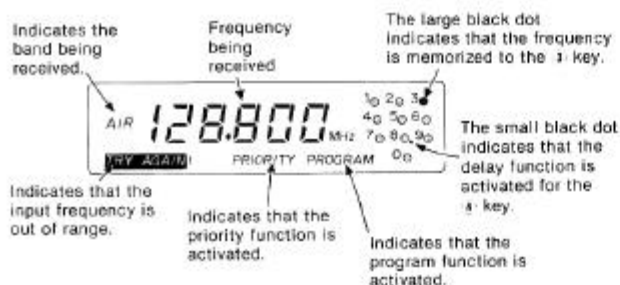 Indicates the
band being
received.
Frequency
being
received
The large black dot
indicates that the frequency
is memorized to the 3 key.
AIR 128.800 MHz
1 2 3
4 5 6
7 8 9
0
TRY AGAIN!
PRIORITY PROGRAM
The small black dot
indicates that the
delay function is
activated for the
key.
Indicates that the
input frequency is
out of range.
Indicates that the
priority function is
activated.
Indicates that the
program function is
activated.